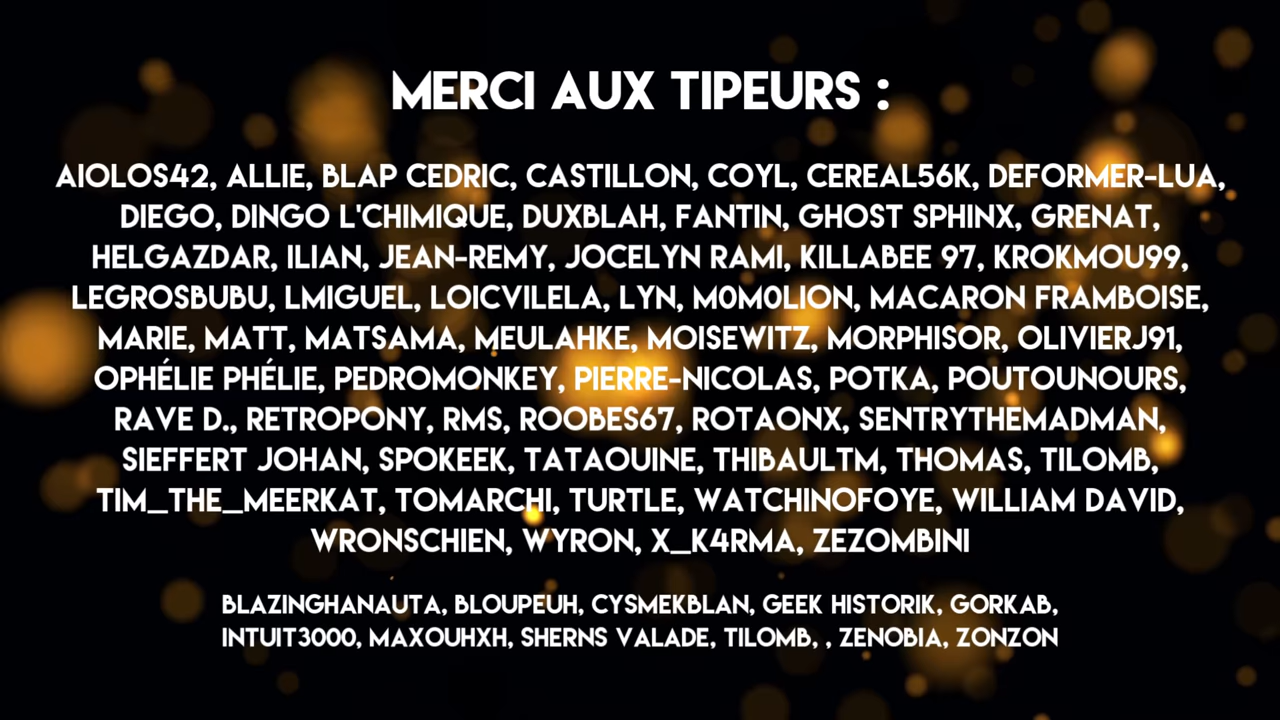 MERCI AUX TIPEURS :
AIOLOS42, ALLIE, BLAP CEDRIC, CASTILLON, COYL, CEREAL56K, DEFORMER-LUA,
DIEGO, DINGO L'CHIMIQUE, DUXBLAH, FANTIN, GHOST SPHINX, GRENAT,
HELGAZDAR, ILIAN, JEAN-REMY, JOCELYN RAMI, KILLABEE 97, KROKMOU99,
LEGROSBUBU, LMIGUEL, LOICVILELA, LYN, M0M0LION, MACARON FRAMBOISE,
MARIE, MATT, MATSAMA, MEULAHKE, MOISEWITZ, MORPHISOR, OLIVIERJ91,
OPHÉLIE PHÉLIE, PEDROMONKEY, PIERRE-NICOLAS, POTKA, POUTOUNOURS,
RAVE D., RETROPONY, RMS, ROOBES67, ROTAONX, SENTRYTHEMADMAN,
SIEFFERT JOHAN, SPOKEEK, TATAOUINE, THIBAULTM, THOMAS, TILOMB,
TIM_THE_MEERKAT, TOMARCHI, TURTLE, WATCHINOFOYE, WILLIAM DAVID,
WRONSCHIEN, WYRON, X_K4RMA, ZEZOMBINI
BLAZINGHANAUTA, BLOUPEUH, CYSMEKBLAN, GEEK HISTORIK, GORKAB,
INTUIT3000, MAXOUHXH, SHERNS VALADE, TILOMB, , ZENOBIA, ZONZON